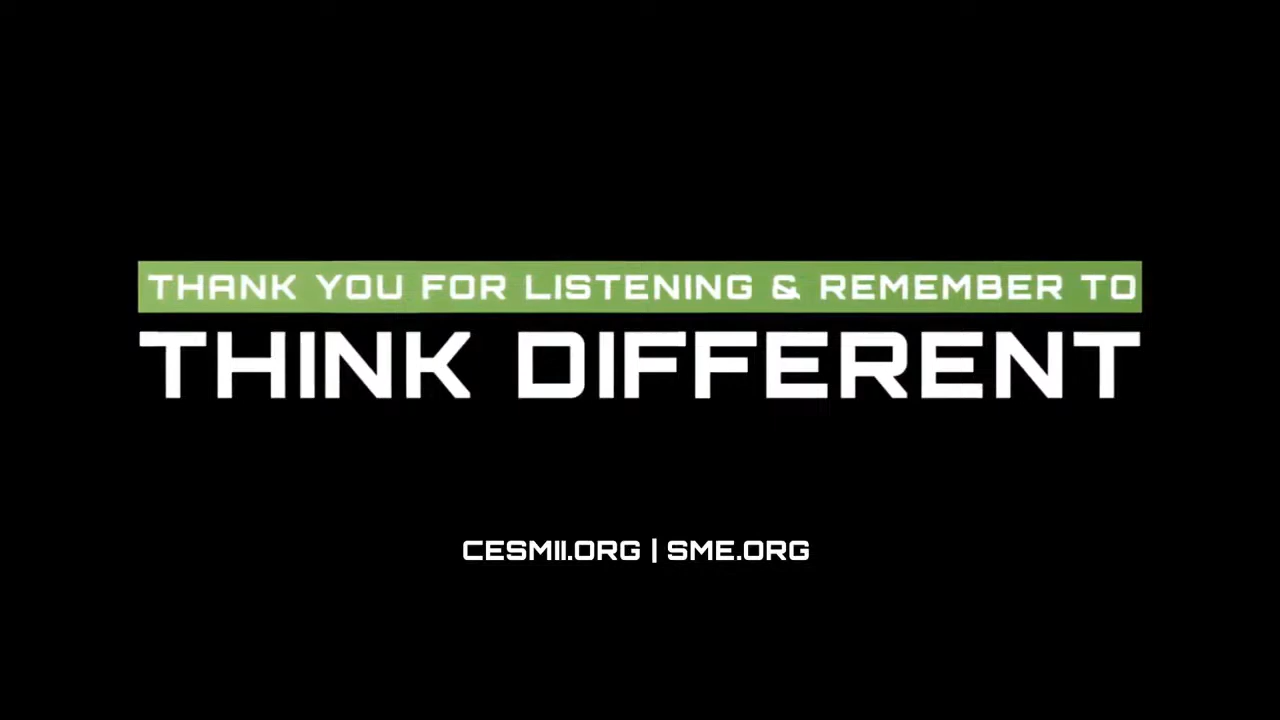 THANK YOU FOR LISTENING & REMEMBER TO
THINK DIFFERENT
CESMII.ORG | SME.ORG